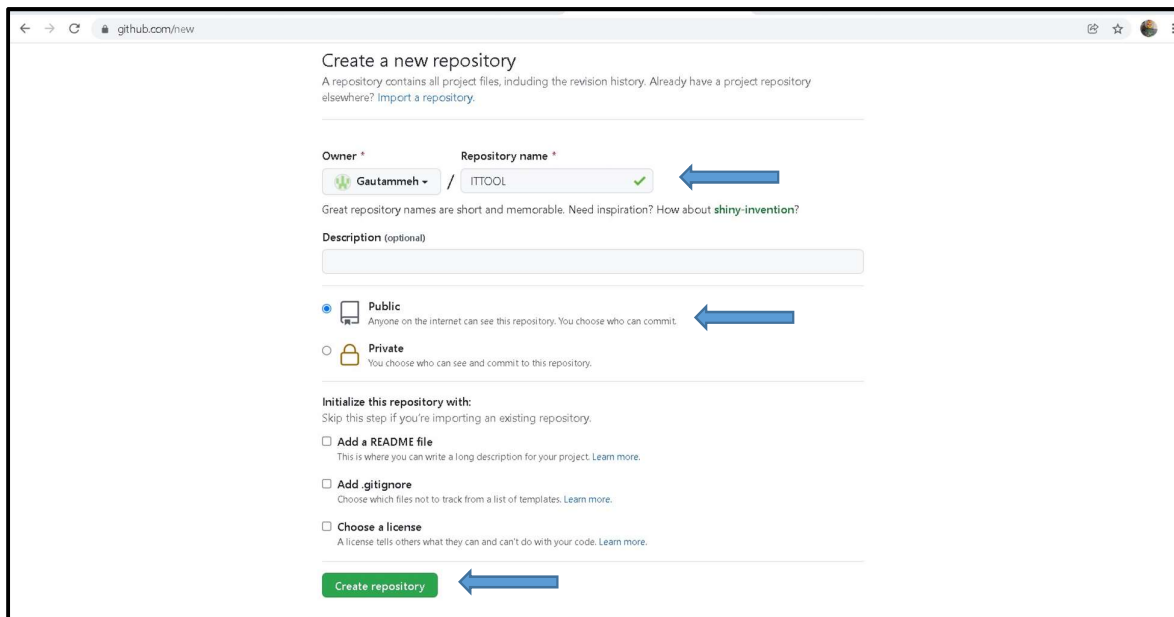 github.com/new
Create a new repository
A repository contains all project files, including the revision history. Already have a project repository
elsewhere? Import a repository.
Owner * Repository name *
Gautammeh / ITTOOL
Great repository names are short and memorable. Need inspiration? How about shiny-invention?
Description (optional)
Public
Anyone on the internet can see this repository. You choose who can commit.
Private
You choose who can see and commit to this repository.
Initialize this repository with:
Skip this step if you're importing an existing repository.
Add a README file
This is where you can write a long description for your project. Learn more.
Add .gitignore
Choose which files not to track from a list of templates. Learn more.
Choose a license
A license tells others what they can and can't do with your code. Learn more.
Create repository